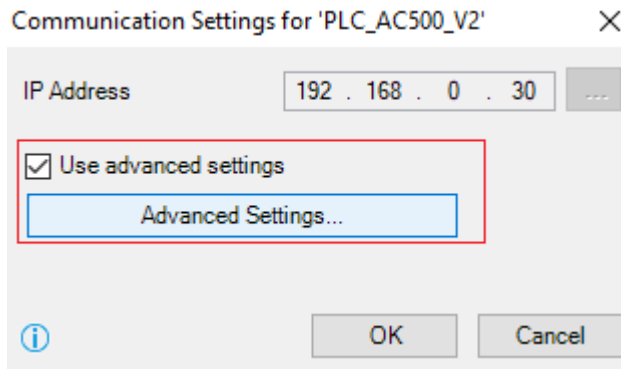 Communication Settings for 'PLC_AC500_V2'
IP Address 192 . 168 . 0 . 30 ...
Use advanced settings
Advanced Settings...
OK Cancel